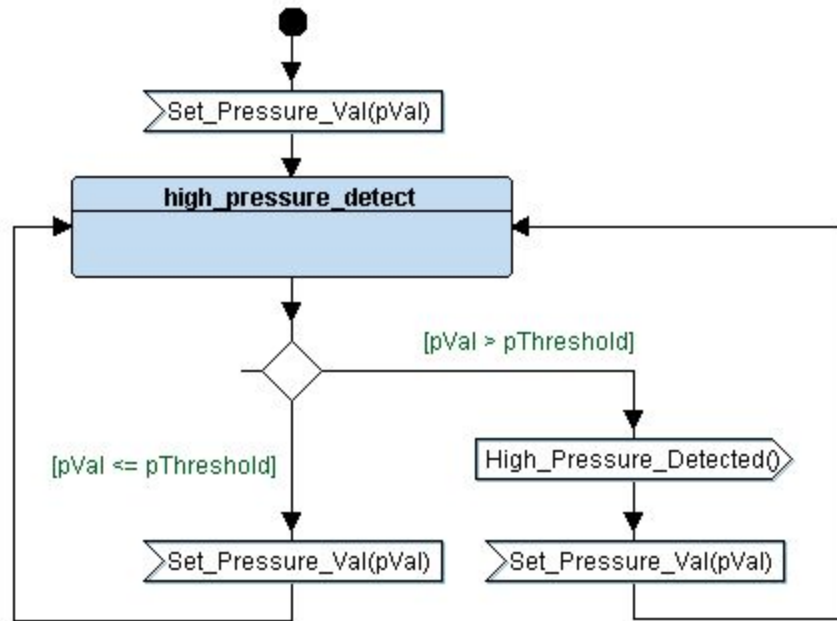 Set_Pressure_Val(pVal)
high_pressure_detect
[pVal > pThreshold]
[pVal <= pThreshold]
High_Pressure_Detected()
Set_Pressure_Val(pVal)
Set_Pressure_Val(pVal)